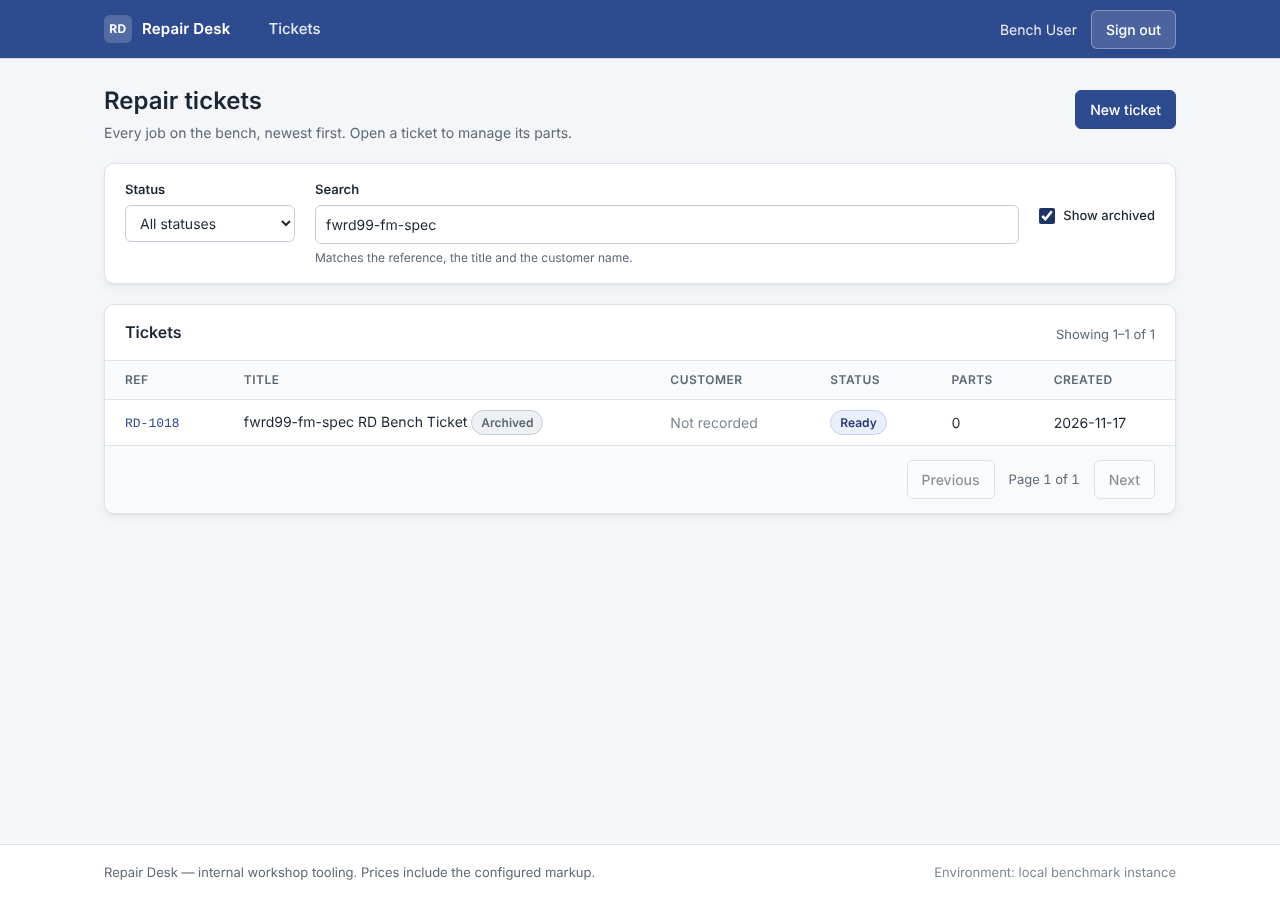 RD Repair Desk Tickets Bench User Sign out
Repair tickets
New ticket
Every job on the bench, newest first. Open a ticket to manage its parts.
Status Search
All statuses fwrd99-fm-spec Show archived
Matches the reference, the title and the customer name.
Tickets Showing 1–1 of 1
REF TITLE CUSTOMER STATUS PARTS CREATED
RD-1018 fwrd99-fm-spec RD Bench Ticket Archived Not recorded Ready 0 2026-11-17
Previous Page 1 of 1 Next
Repair Desk — internal workshop tooling. Prices include the configured markup. Environment: local benchmark instance